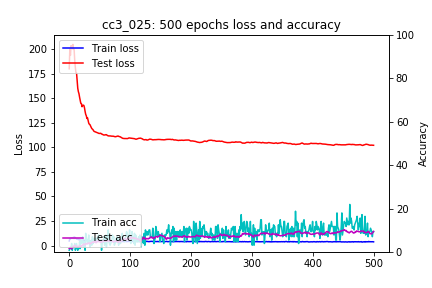 cc3_025: 500 epochs loss and accuracy
Train loss
Test loss
Train acc
Test acc
Loss
Accuracy
200
175
150
125
100
75
50
25
0
100
80
60
40
20
0
0 100 200 300 400 500